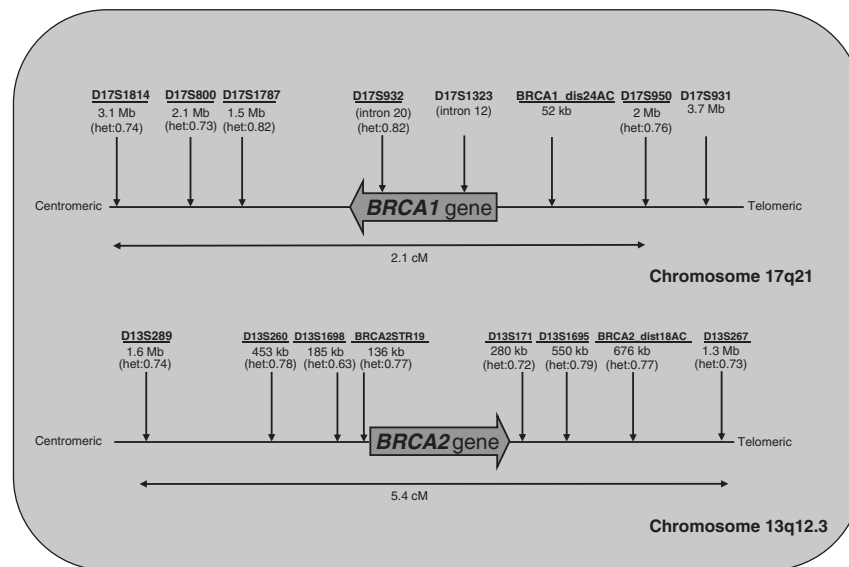 D17S1814 D17S800 D17S1787 D17S932 D17S1323 BRCA1_dis24AC D17S950 D17S931
3.1 Mb 2.1 Mb 1.5 Mb (intron 20) (intron 12) 52 kb 2 Mb 3.7 Mb
(het:0.74) (het:0.73) (het:0.82) (het:0.82) (het:0.76)
Centromeric BRCA1 gene Telomeric
2.1 cM
Chromosome 17q21
D13S289 D13S260 D13S1698 BRCA2STR19 D13S171 D13S1695 BRCA2_dist18AC D13S267
1.6 Mb 453 kb 185 kb 136 kb 280 kb 550 kb 676 kb 1.3 Mb
(het:0.74) (het:0.78) (het:0.63) (het:0.77) (het:0.72) (het:0.79) (het:0.77) (het:0.73)
Centromeric BRCA2 gene Telomeric
5.4 cM
Chromosome 13q12.3